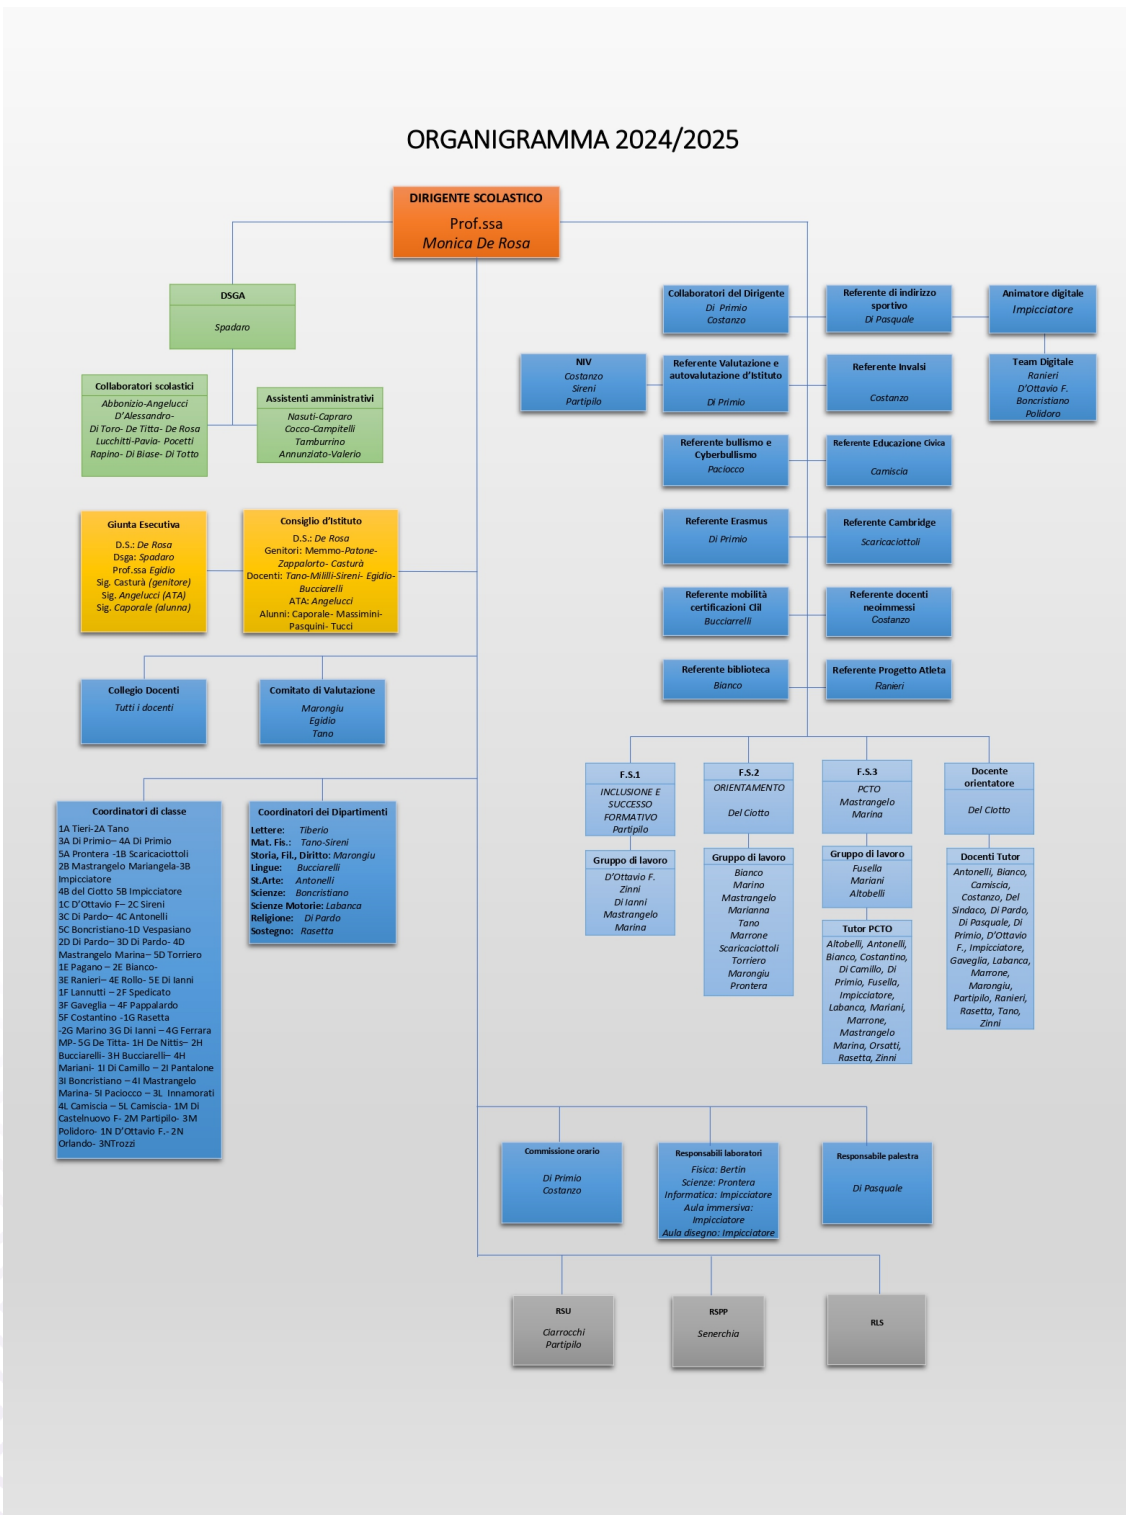 ORGANIGRAMMA 2024/2025
DIRIGENTE SCOLASTICO
Prof.ssa
Monica De Rosa
DSGA
Spadaro
Collaboratori scolastici
Abbonizio-Angelucci
D'Alessandro-
Di Toro- De Titta- De Rosa
Lucchitti-Pavia- Pocetti
Rapino- Di Biase- Di Totto
Assistenti amministrativi
Nasuti-Capraro
Cocco-Campitelli
Tamburrino
Annunziato-Valerio
Collaboratori del Dirigente
Di Primio
Costanzo
Referente di indirizzo
sportivo
Di Pasquale
Animatore digitale
Impicciatore
NIV
Costanzo
Sireni
Partipilo
Referente Valutazione e
autovalutazione d'Istituto
Di Primio
Referente Invalsi
Costanzo
Team Digitale
Ranieri
D'Ottavio F.
Boncristiano
Polidoro
Referente bullismo e
Cyberbullismo
Paciocco
Referente Educazione Civica
Camiscia
Referente Erasmus
Di Primio
Referente Cambridge
Scaricaciottoli
Referente mobilità
certificazioni Clil
Bucciarrelli
Referente docenti
neoimmessi
Costanzo
Referente biblioteca
Bianco
Referente Progetto Atleta
Ranieri
Giunta Esecutiva
D.S.: De Rosa
Dsga: Spadaro
Prof.ssa Egidio
Sig. Casturà (genitore)
Sig. Angelucci (ATA)
Sig. Caporale (alunna)
Consiglio d'Istituto
D.S.: De Rosa
Genitori: Memmo-Patone-
Zappalorto- Casturà
Docenti: Tano-Mililli-Sireni- Egidio-
Bucciarelli
ATA: Angelucci
Alunni: Caporale- Massimini-
Pasquini- Tucci
Collegio Docenti
Tutti i docenti
Comitato di Valutazione
Marongiu
Egidio
Tano
Coordinatori di classe
1A Tieri-2A Tano
3A Di Primio– 4A Di Primio
5A Prontera -1B Scaricaciottoli
2B Mastrangelo Mariangela-3B
Impicciatore
4B del Ciotto 5B Impicciatore
1C D'Ottavio F– 2C Sireni
3C Di Pardo– 4C Antonelli
5C Boncristiano-1D Vespasiano
2D Di Pardo– 3D Di Pardo- 4D
Mastrangelo Marina– 5D Torriero
1E Pagano – 2E Bianco-
3E Ranieri– 4E Rollo- 5E Di Ianni
1F Lannutti – 2F Spedicato
3F Gaveglia – 4F Pappalardo
5F Costantino -1G Rasetta
-2G Marino 3G Di Ianni – 4G Ferrara
MP- 5G De Titta- 1H De Nittis– 2H
Bucciarelli- 3H Bucciarelli– 4H
Mariani- 1I Di Camillo – 2I Pantalone
3I Boncristiano – 4I Mastrangelo
Marina- 5I Paciocco – 3L Innamorati
4L Camiscia – 5L Camiscia- 1M Di
Castelnuovo F- 2M Partipilo- 3M
Polidoro- 1N D'Ottavio F.- 2N
Orlando- 3NTrozzi
Coordinatori dei Dipartimenti
Lettere: Tiberio
Mat. Fis.: Tano-Sireni
Storia, Fil., Diritto: Marongiu
Lingue: Bucciarelli
St.Arte: Antonelli
Scienze: Boncristiano
Scienze Motorie: Labanca
Religione: Di Pardo
Sostegno: Rasetta
F.S.1
INCLUSIONE E
SUCCESSO
FORMATIVO
Partipilo
Gruppo di lavoro
D'Ottavio F.
Zinni
Di Ianni
Mastrangelo
Marina
F.S.2
ORIENTAMENTO
Del Ciotto
Gruppo di lavoro
Bianco
Marino
Mastrangelo
Marianna
Tano
Marrone
Scaricaciottoli
Torriero
Marongiu
Prontera
F.S.3
PCTO
Mastrangelo
Marina
Gruppo di lavoro
Fusella
Mariani
Altobelli
Tutor PCTO
Altobelli, Antonelli,
Bianco, Costantino,
Di Camillo, Di
Primio, Fusella,
Impicciatore,
Labanca, Mariani,
Marrone,
Mastrangelo
Marina, Orsatti,
Rasetta, Zinni
Docente
orientatore
Del Ciotto
Docenti Tutor
Antonelli, Bianco,
Camiscia,
Costanzo, Del
Sindaco, Di Pardo,
Di Pasquale, Di
Primio, D'Ottavio
F., Impicciatore,
Gaveglia, Labanca,
Marrone,
Marongiu,
Partipilo, Ranieri,
Rasetta, Tano,
Zinni
Commissione orario
Di Primio
Costanzo
Responsabili laboratori
Fisica: Bertin
Scienze: Prontera
Informatica: Impicciatore
Aula immersiva:
Impicciatore
Aula disegno: Impicciatore
Responsabile palestra
Di Pasquale
RSU
Ciarrocchi
Partipilo
RSPP
Senerchia
RLS